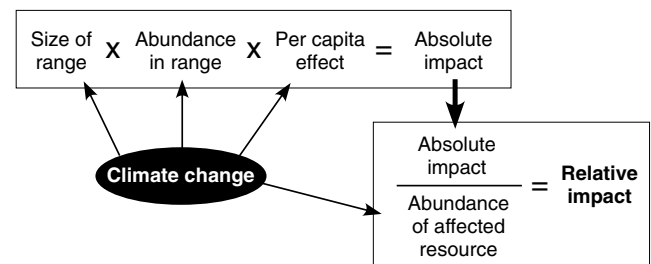 Size of range X Abundance in range X Per capita effect = Absolute impact
Climate change
Absolute impact
Abundance of affected resource
= Relative impact